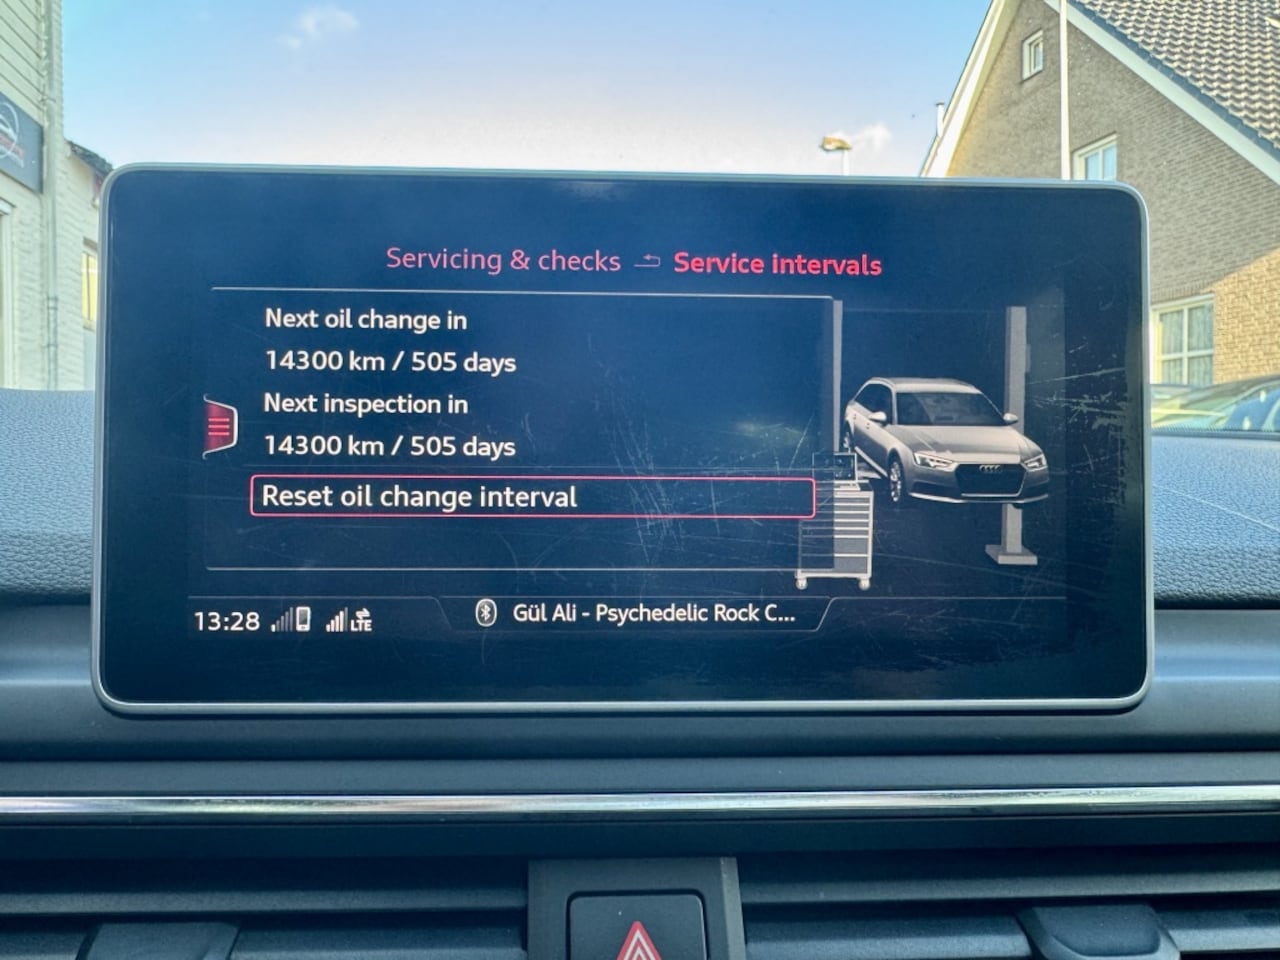 Servicing & checks Service intervals
Next oil change in
14300 km / 505 days
Next inspection in
14300 km / 505 days
Reset oil change interval
13:28 LTE Gül Ali - Psychedelic Rock C...